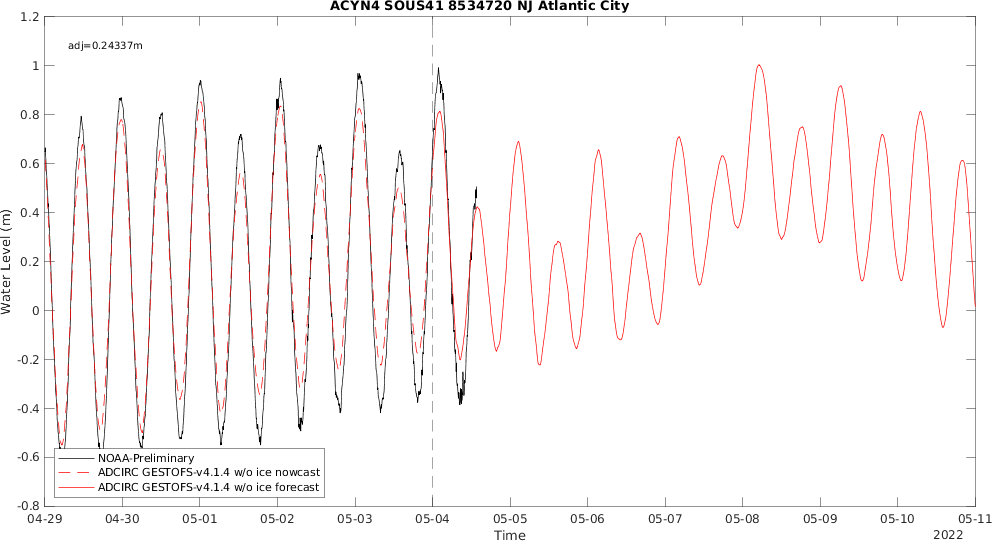 ACYN4 SOUS41 8534720 NJ Atlantic City
adj=0.24337m
1.2
1
0.8
0.6
0.4
0.2
0
-0.2
-0.4
-0.6
-0.8
Water Level (m)
NOAA-Preliminary
ADCIRC GESTOFS-v4.1.4 w/o ice nowcast
ADCIRC GESTOFS-v4.1.4 w/o ice forecast
04-29 04-30 05-01 05-02 05-03 05-04 05-05 05-06 05-07 05-08 05-09 05-10 05-11
Time
2022